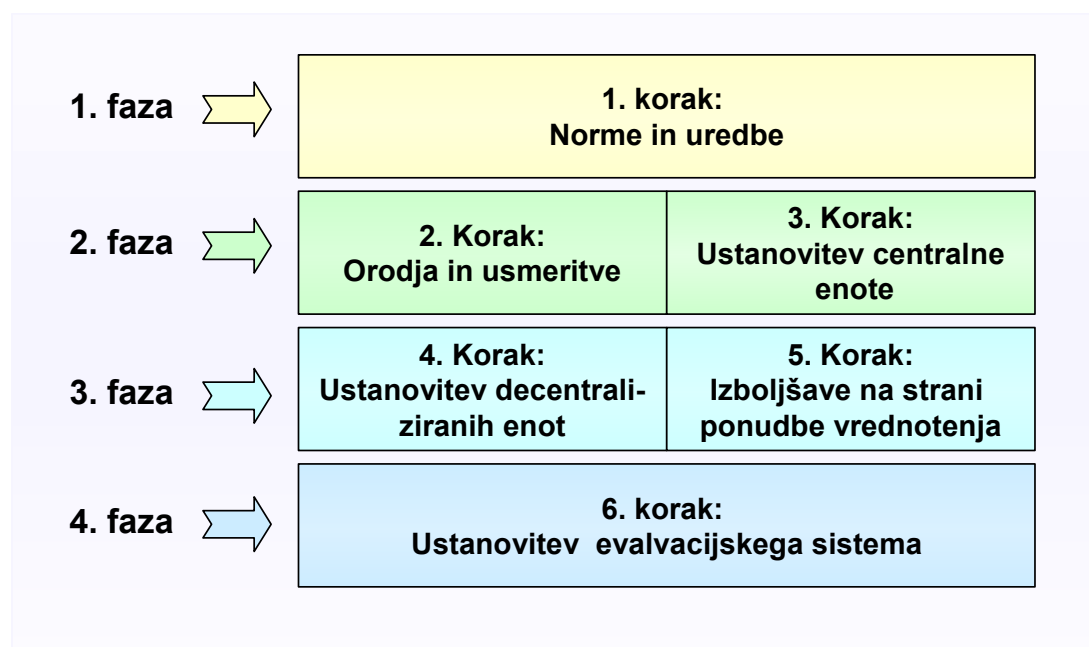 1. faza
1. korak:
Norme in uredbe
2. faza
2. Korak:
Orodja in usmeritve
3. Korak:
Ustanovitev centralne
enote
3. faza
4. Korak:
Ustanovitev decentrali-
ziranih enot
5. Korak:
Izboljšave na strani
ponudbe vrednotenja
4. faza
6. korak:
Ustanovitev evalvacijskega sistema